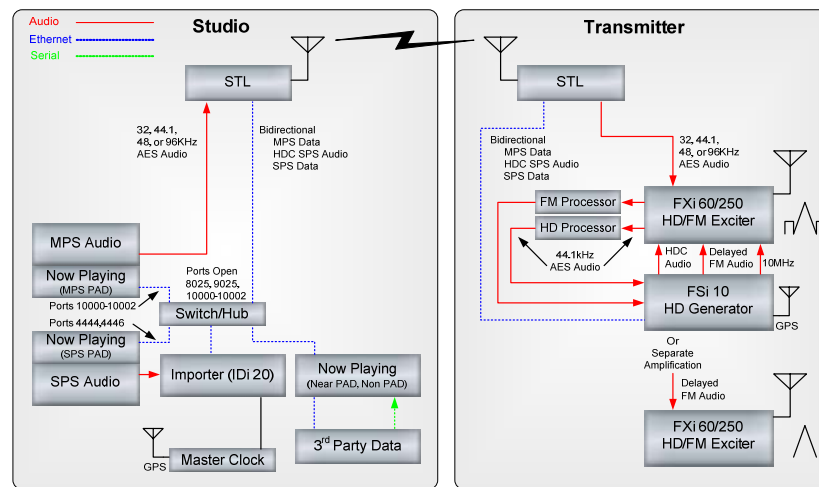 Audio
Ethernet
Serial
Studio
STL
32, 44.1,
48, or 96KHz
AES Audio
Bidirectional
MPS Data
HDC SPS Audio
SPS Data
MPS Audio
Now Playing
(MPS PAD)
Ports 10000-10002
Ports 4444,4446
Now Playing
(SPS PAD)
SPS Audio
Ports Open
8025, 9025,
10000-10002
Switch/Hub
Importer (IDi 20)
Now Playing
(Near PAD, Non PAD)
GPS
Master Clock
3rd Party Data
Transmitter
STL
Bidirectional
MPS Data
HDC SPS Audio
SPS Data
32, 44.1,
48, or 96KHz
AES Audio
FM Processor
HD Processor
FXi 60/250
HD/FM Exciter
44.1kHz
AES Audio
HDC
Audio
Delayed
FM Audio
10MHz
FSi 10
HD Generator
GPS
Or
Separate
Amplification
Delayed
FM Audio
FXi 60/250
HD/FM Exciter